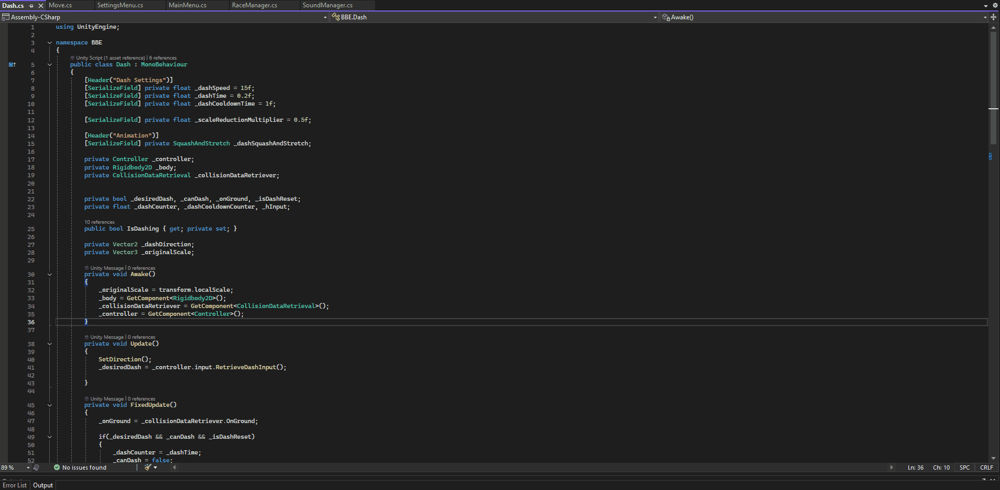 Dash.cs Move.cs SettingsMenu.cs MainMenu.cs RaceManager.cs SoundManager.cs
Assembly-CSharp BBE.Dash Awake()
1 using UnityEngine;
2
3 namespace BBE
4 {
Unity Script (1 asset reference) | 6 references
5 public class Dash : MonoBehaviour
6 {
7 [Header("Dash Settings")]
8 [SerializeField] private float _dashSpeed = 15f;
9 [SerializeField] private float _dashTime = 0.2f;
10 [SerializeField] private float _dashCooldownTime = 1f;
11
12 [SerializeField] private float _scaleReductionMultiplier = 0.5f;
13
14 [Header("Animation")]
15 [SerializeField] private SquashAndStretch _dashSquashAndStretch;
16
17 private Controller _controller;
18 private Rigidbody2D _body;
19 private CollisionDataRetrieval _collisionDataRetriever;
20
21
22 private bool _desiredDash, _canDash, _onGround, _isDashReset;
23 private float _dashCounter, _dashCooldownCounter, _hInput;
24
10 references
25 public bool IsDashing { get; private set; }
26
27 private Vector2 _dashDirection;
28 private Vector3 _originalScale;
29
Unity Message | 0 references
30 private void Awake()
31 {
32 _originalScale = transform.localScale;
33 _body = GetComponent<Rigidbody2D>();
34 _collisionDataRetriever = GetComponent<CollisionDataRetrieval>();
35 _controller = GetComponent<Controller>();
36 }
37
Unity Message | 0 references
38 private void Update()
39 {
40 SetDirection();
41 _desiredDash = _controller.input.RetrieveDashInput();
42
43 }
44
Unity Message | 0 references
45 private void FixedUpdate()
46 {
47 _onGround = _collisionDataRetriever.OnGround;
48
49 if(_desiredDash && _canDash && _isDashReset)
50 {
51 _dashCounter = _dashTime;
52 _canDash = false;
89 % No issues found Ln: 36 Ch: 10 SPC CRLF
Error List Output